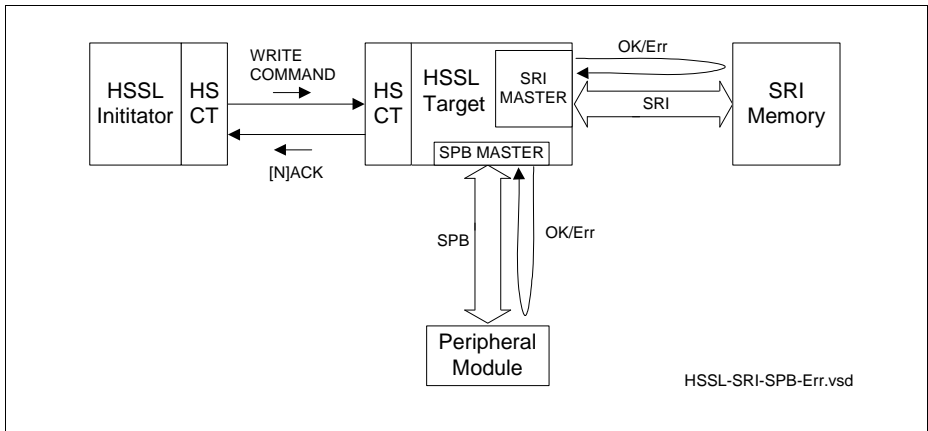 HSSL
Inititator
HS
CT
WRITE
COMMAND
[N]ACK
HS
CT
HSSL
Target
SRI
MASTER
SPB MASTER
OK/Err
SRI
SRI
Memory
SPB
OK/Err
Peripheral
Module
HSSL-SRI-SPB-Err.vsd